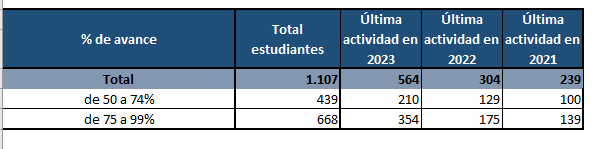 % de avance Total estudiantes Última actividad en 2023 Última actividad en 2022 Última actividad en 2021
Total 1.107 564 304 239
de 50 a 74% 439 210 129 100
de 75 a 99% 668 354 175 139